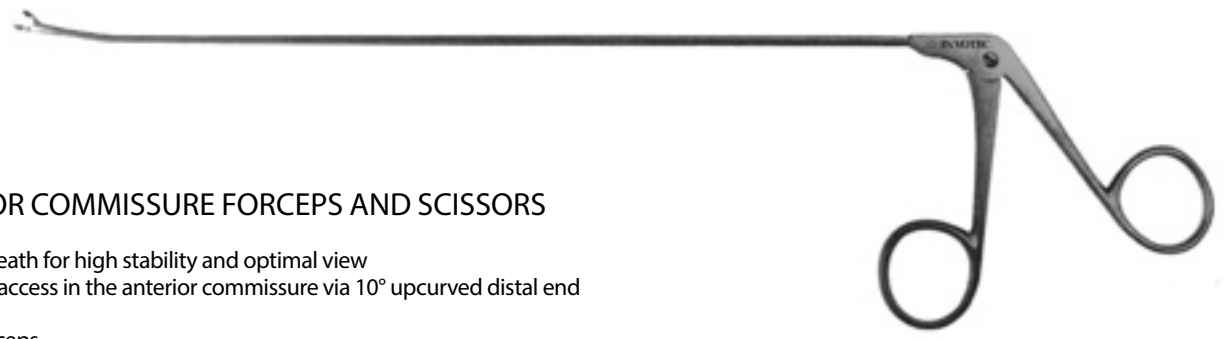 OR COMMISSURE FORCEPS AND SCISSORS
eath for high stability and optimal view
access in the anterior commissure via 10° upcurved distal end